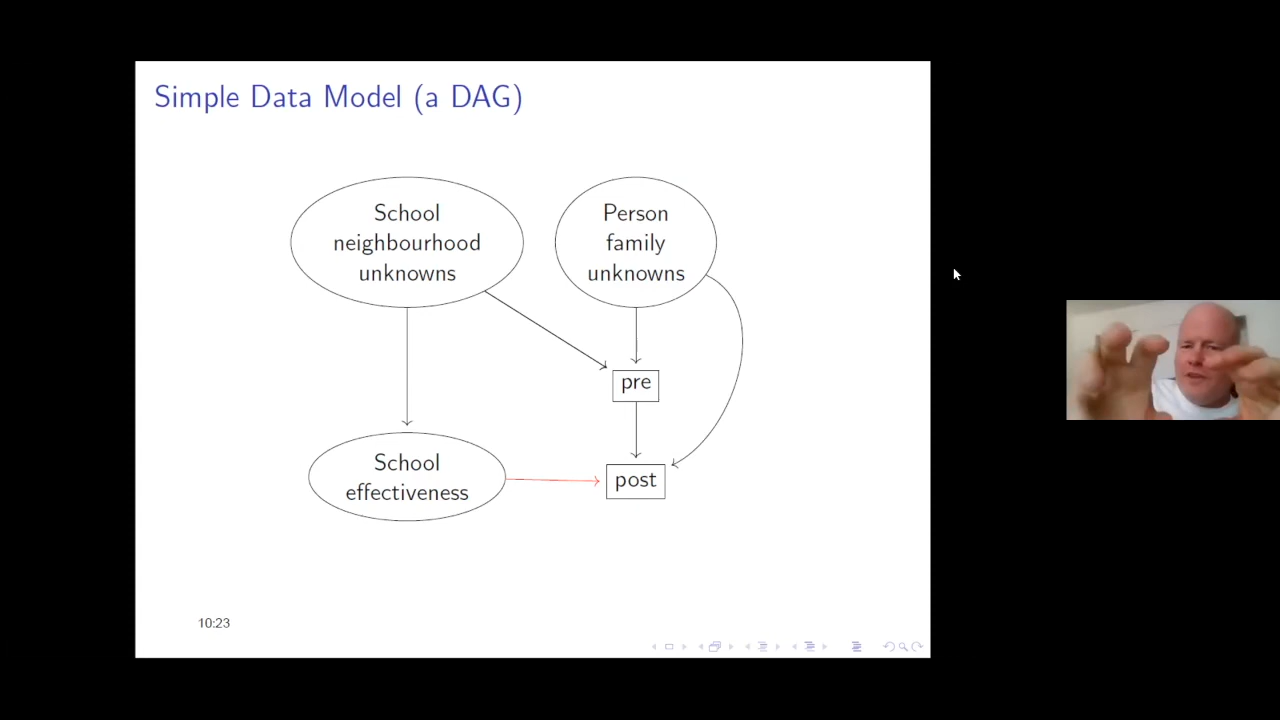 Simple Data Model (a DAG)
School
neighbourhood
unknowns
Person
family
unknowns
pre
School
effectiveness
post
10:23